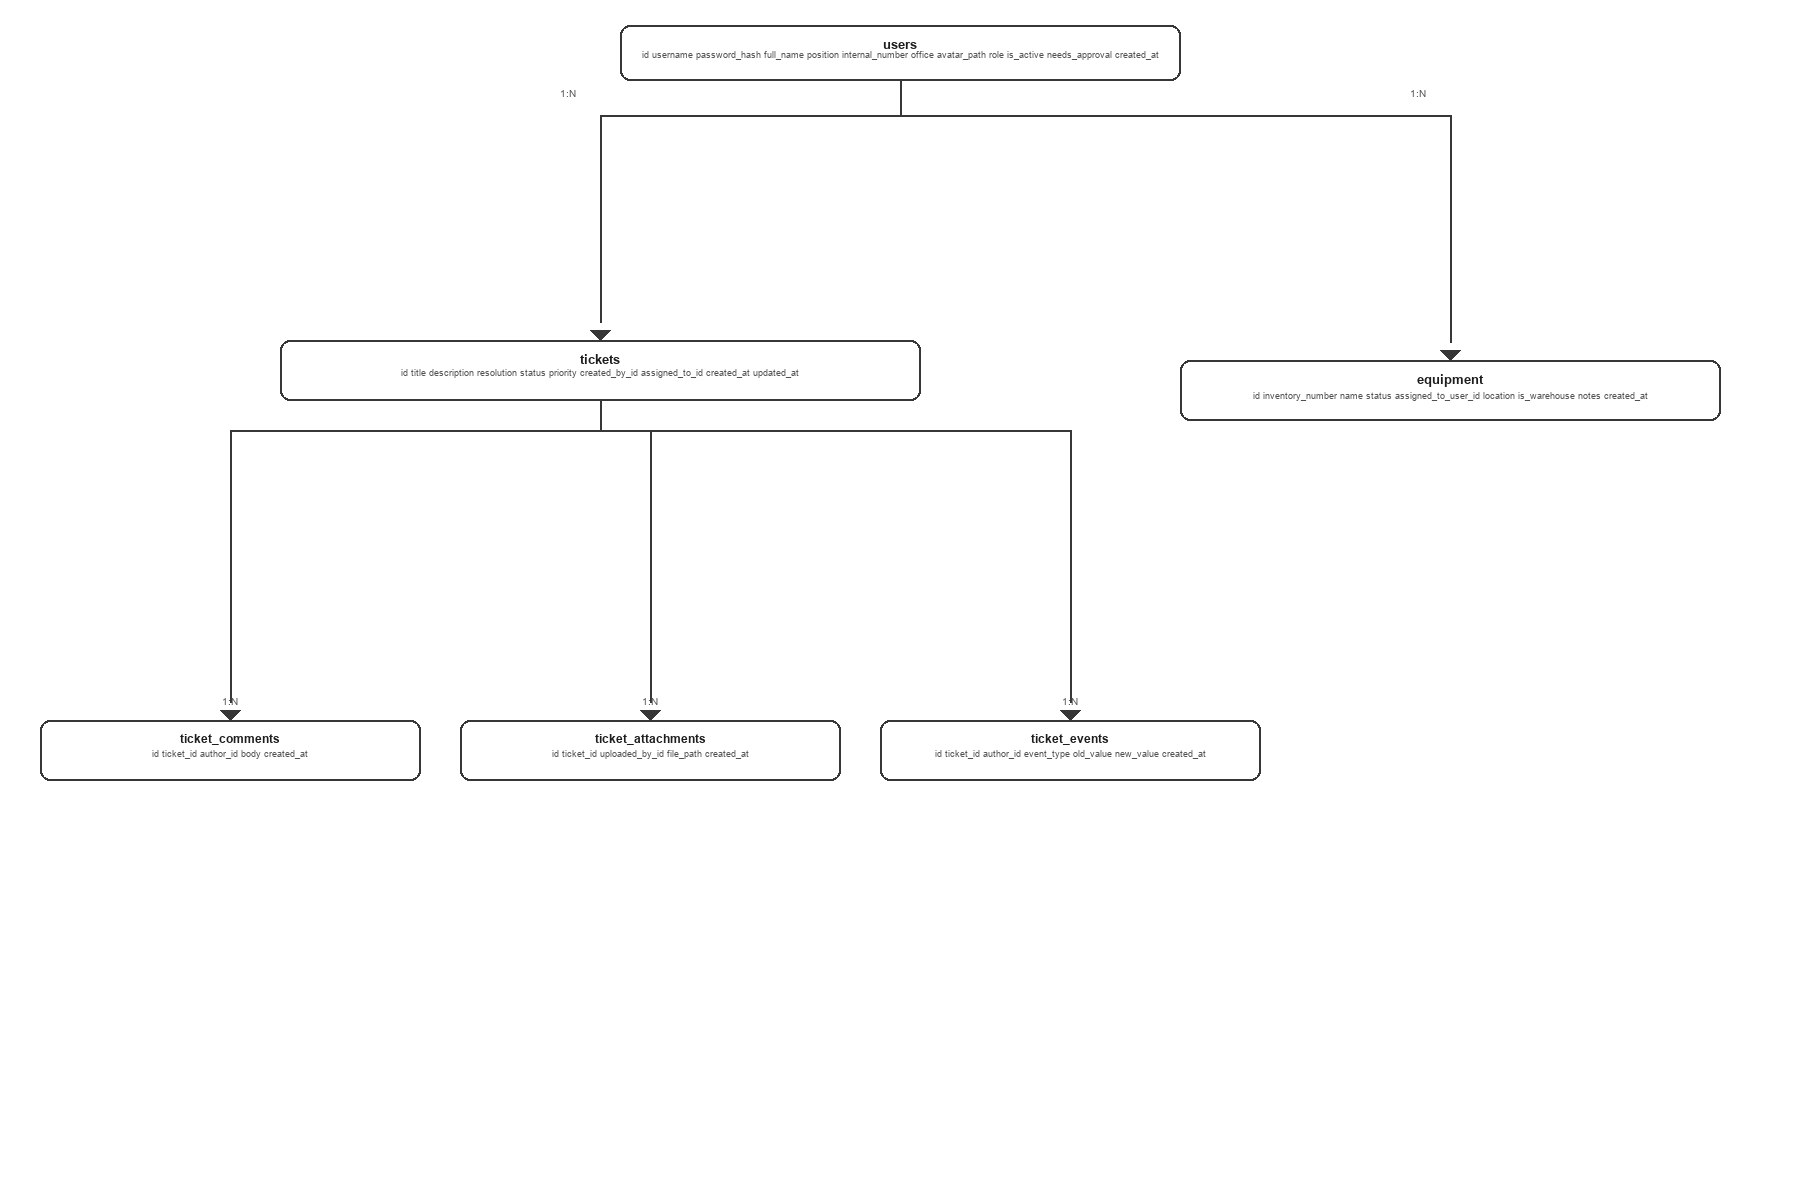 users
id username password_hash full_name position internal_number office avatar_path role is_active needs_approval created_at
1:N
1:N
tickets
id title description resolution status priority created_by_id assigned_to_id created_at updated_at
equipment
id inventory_number name status assigned_to_user_id location is_warehouse notes created_at
1:N
1:N
1:N
ticket_comments
id ticket_id author_id body created_at
ticket_attachments
id ticket_id uploaded_by_id file_path created_at
ticket_events
id ticket_id author_id event_type old_value new_value created_at